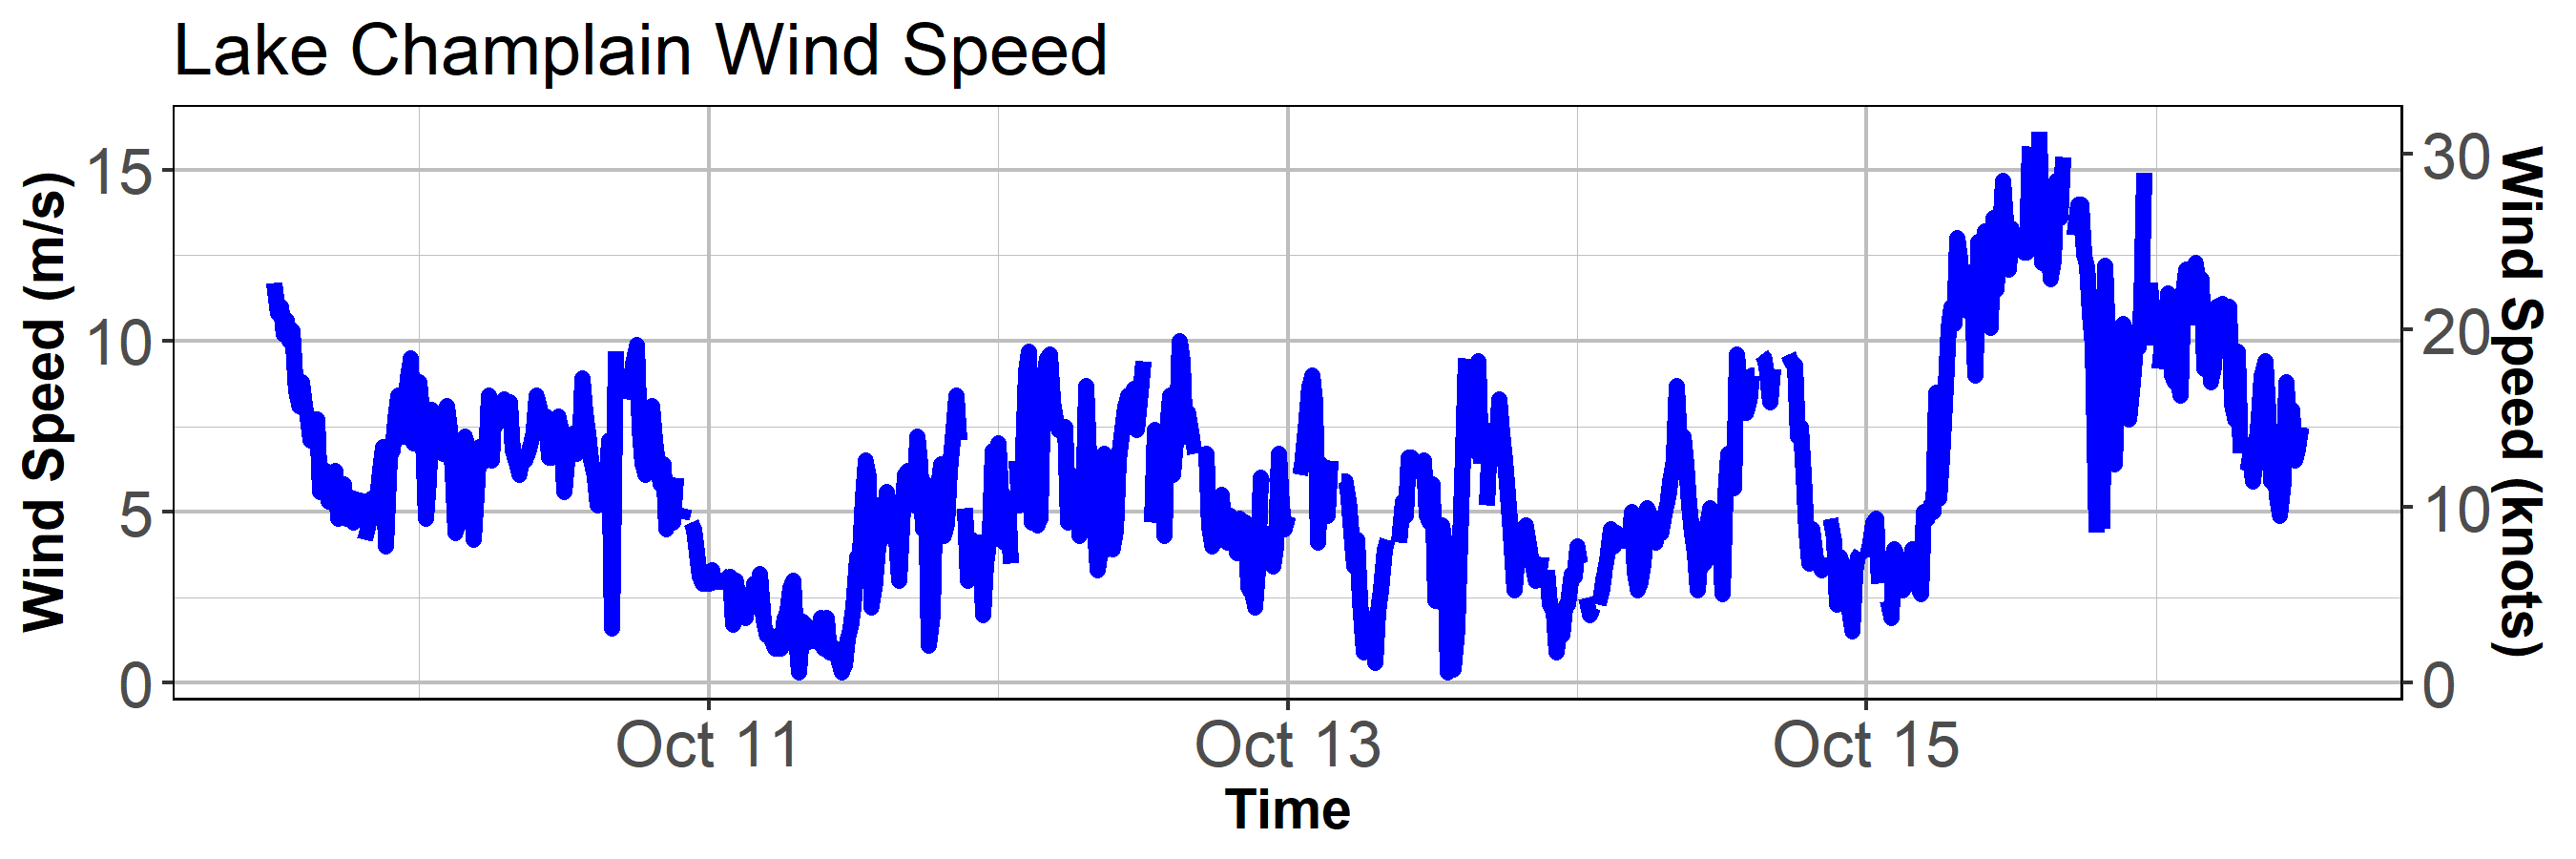 Lake Champlain Wind Speed
Wind Speed (m/s)
15
10
5
0
30
20
10
0
Wind Speed (knots)
Oct 11
Oct 13
Oct 15
Time